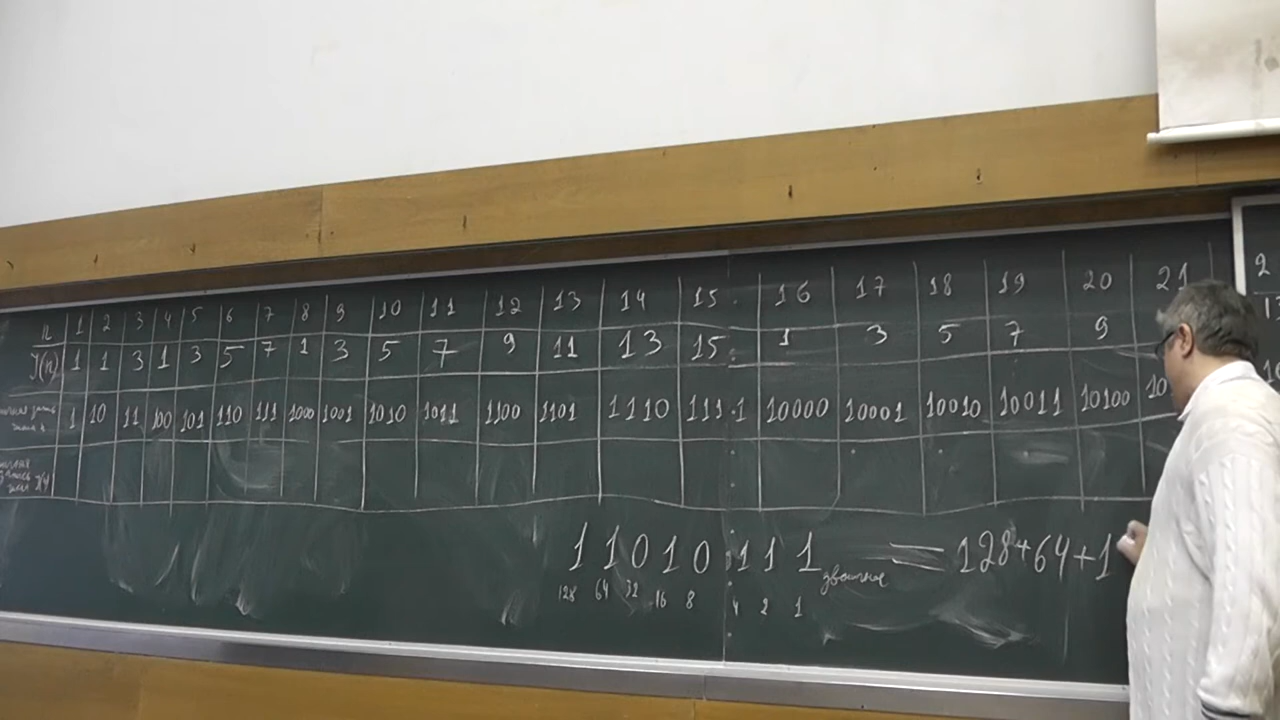 n 1 2 3 4 5 6 7 8 9 10 11 12 13 14 15 16 17 18 19 20 21
J(n) 1 1 3 1 3 5 7 1 3 5 7 9 11 13 15 1 3 5 7 9
1 10 11 100 101 110 111 1000 1001 1010 1011 1100 1101 1110 1111 10000 10001 10010 10011 10100 10
11010111 двоичное = 128+64+1
128 64 32 16 8 4 2 1